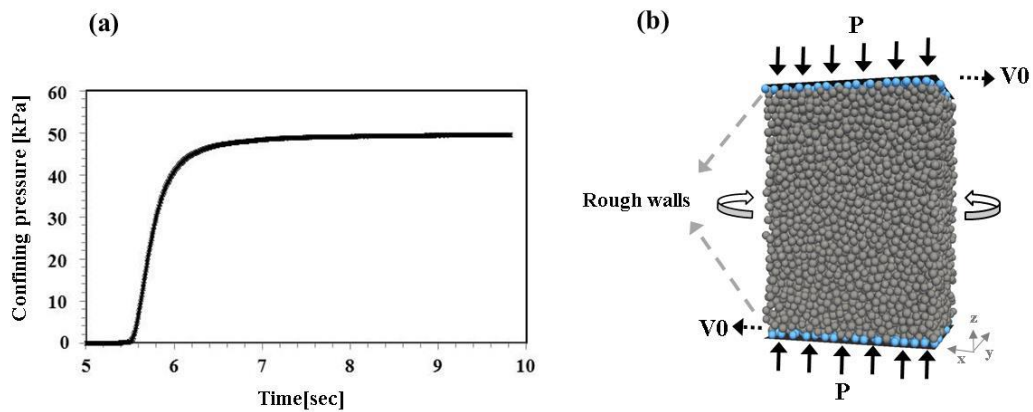 (a)
Confining pressure [kPa]
60
50
40
30
20
10
0
5
6
7
8
9
10
Time[sec]
(b)
P
V0
Rough walls
V0
z
x
y
P